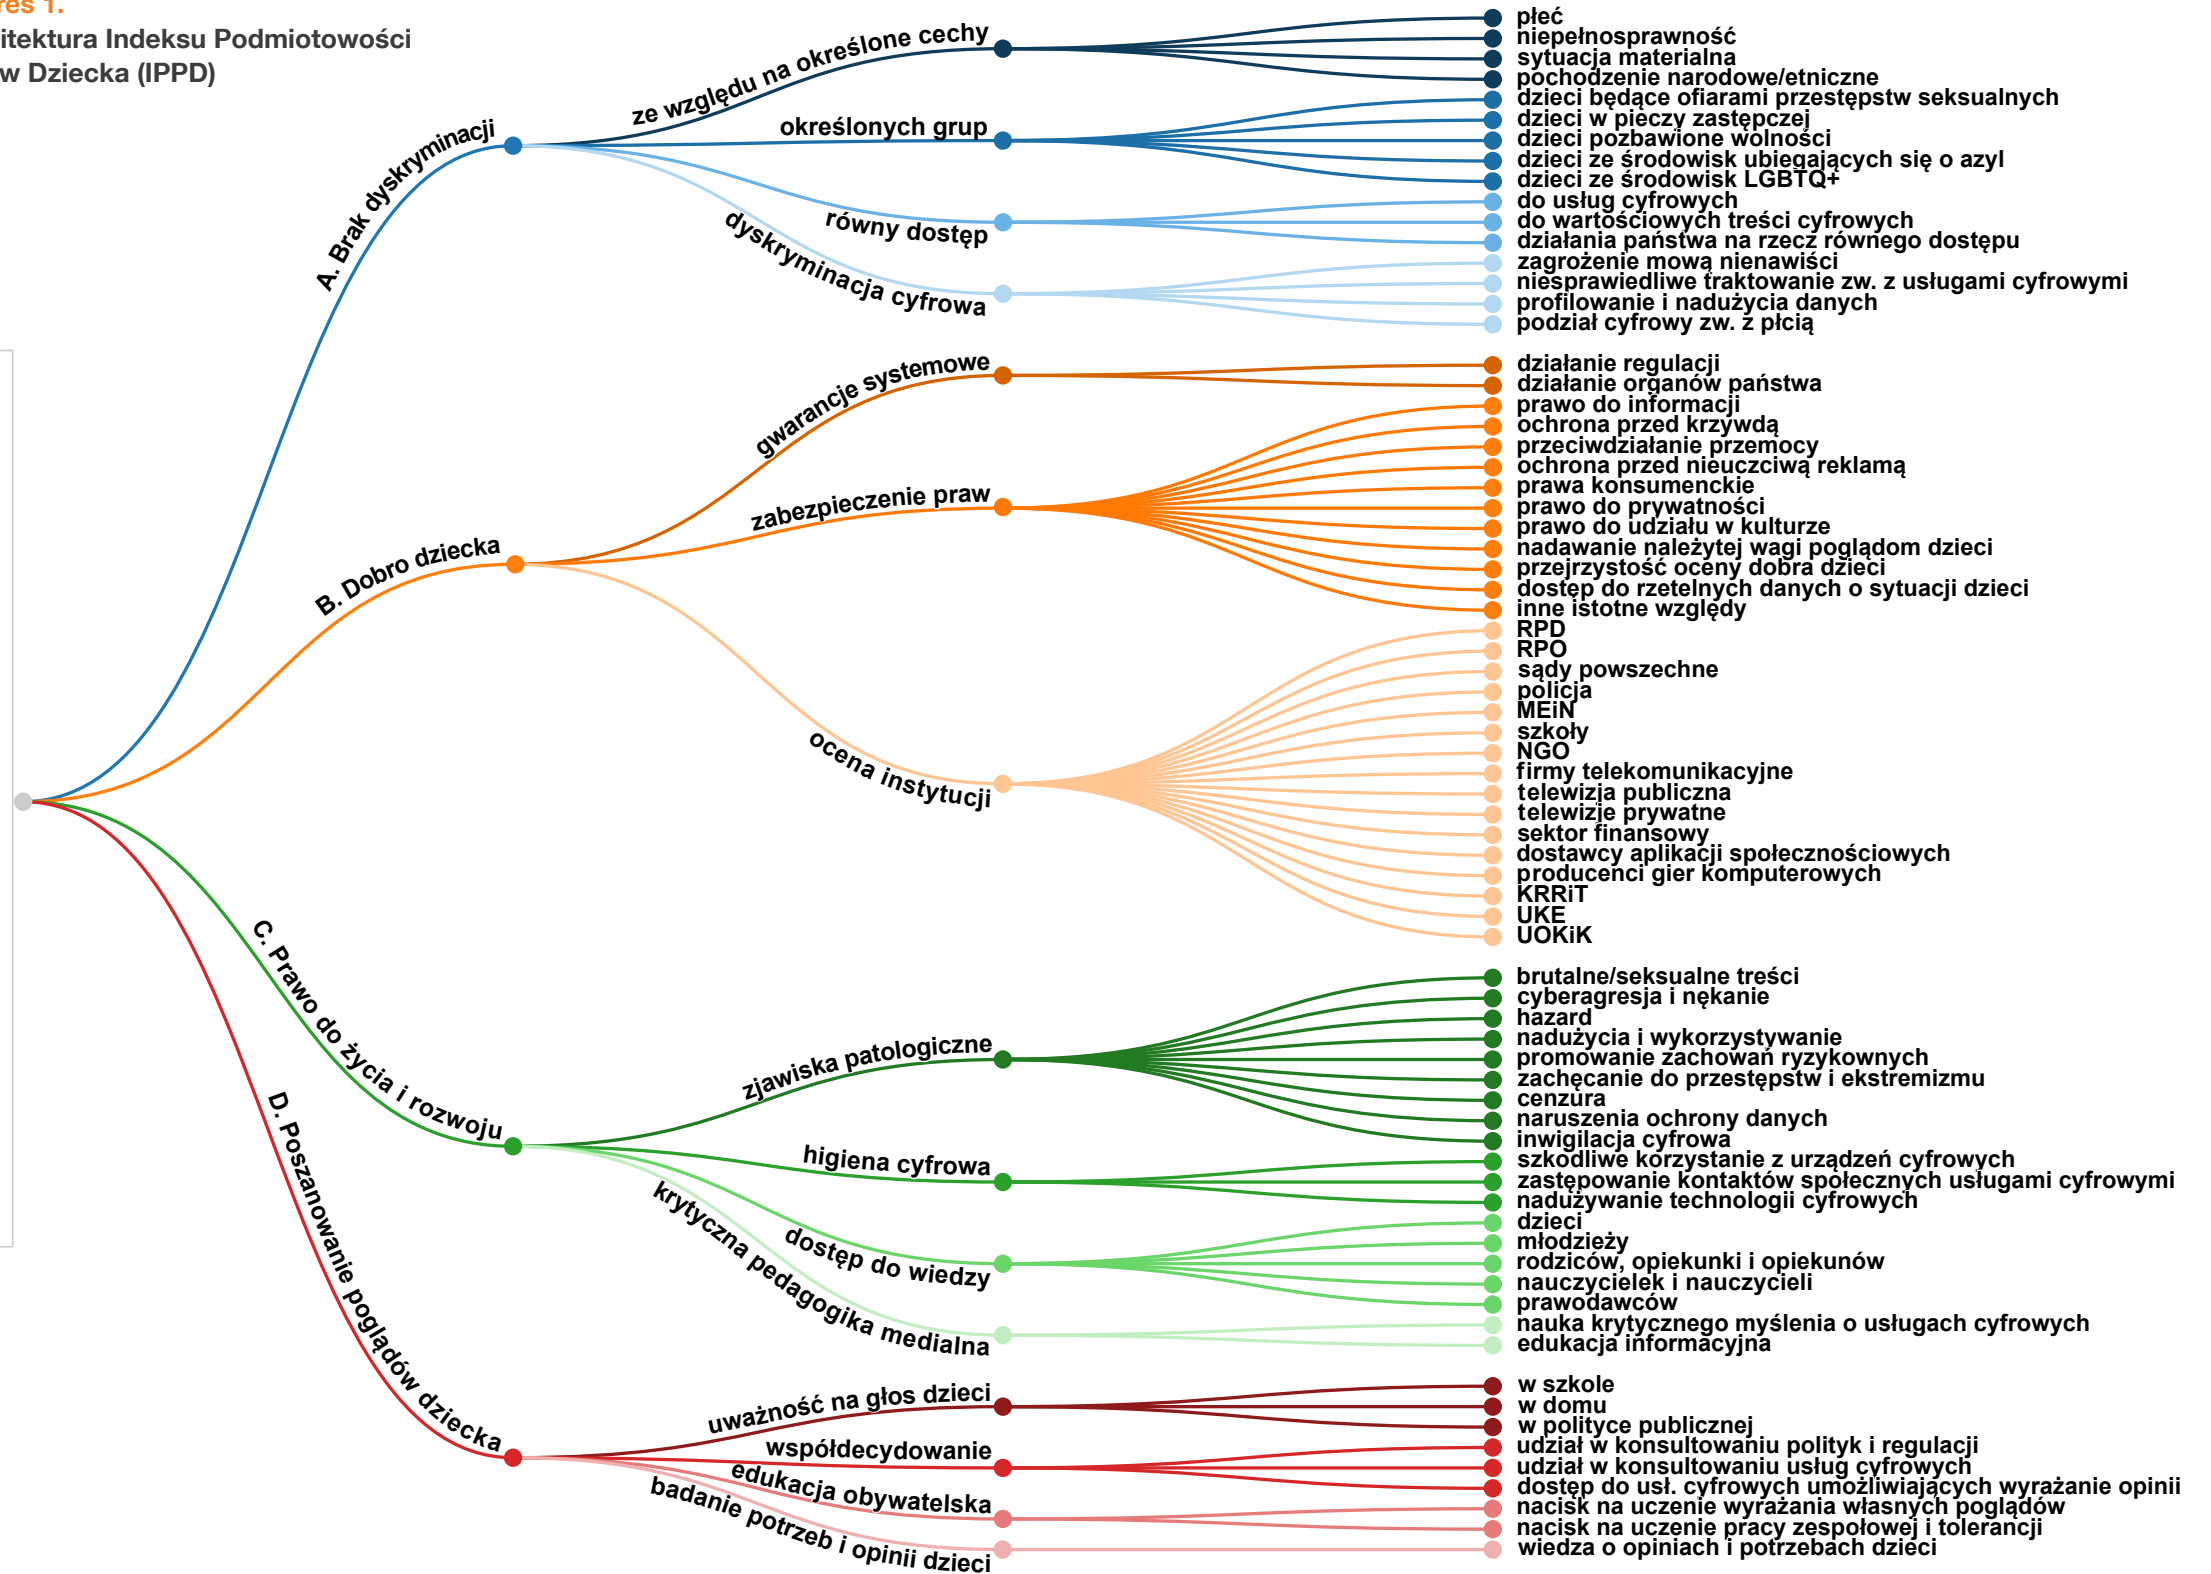 res 1.
itektura Indeksu Podmiotowości
w Dziecka (IPPD)
A. Brak dyskryminacji
ze względu na określone cechy
płeć
niepełnosprawność
sytuacja materialna
pochodzenie narodowe/etniczne
określonych grup
dzieci będące ofiarami przestępstw seksualnych
dzieci w pieczy zastępczej
dzieci pozbawione wolności
dzieci ze środowisk ubiegających się o azyl
dzieci ze środowisk LGBTQ+
równy dostęp
do usług cyfrowych
do wartościowych treści cyfrowych
działania państwa na rzecz równego dostępu
dyskryminacja cyfrowa
zagrożenie mową nienawiści
niesprawiedliwe traktowanie zw. z usługami cyfrowymi
profilowanie i nadużycia danych
podział cyfrowy zw. z płcią
B. Dobro dziecka
gwarancje systemowe
działanie regulacji
działanie organów państwa
zabezpieczenie praw
prawo do informacji
ochrona przed krzywdą
przeciwdziałanie przemocy
ochrona przed nieuczciwą reklamą
prawa konsumenckie
prawo do prywatności
prawo do udziału w kulturze
nadawanie należytej wagi poglądom dzieci
przejrzystość oceny dobra dzieci
dostęp do rzetelnych danych o sytuacji dzieci
inne istotne względy
ocena instytucji
RPD
RPO
sądy powszechne
policja
MEiN
szkoły
NGO
firmy telekomunikacyjne
telewizja publiczna
telewizje prywatne
sektor finansowy
dostawcy aplikacji społecznościowych
producenci gier komputerowych
KRRiT
UKE
UOKiK
C. Prawo do życia i rozwoju
zjawiska patologiczne
brutalne/seksualne treści
cyberagresja i nękanie
hazard
nadużycia i wykorzystywanie
promowanie zachowań ryzykownych
zachęcanie do przestępstw i ekstremizmu
cenzura
naruszenia ochrony danych
inwigilacja cyfrowa
higiena cyfrowa
szkodliwe korzystanie z urządzeń cyfrowych
zastępowanie kontaktów społecznych usługami cyfrowymi
nadużywanie technologii cyfrowych
dostęp do wiedzy
dzieci
młodzieży
rodziców, opiekunki i opiekunów
nauczycielek i nauczycieli
prawodawców
krytyczna pedagogika medialna
nauka krytycznego myślenia o usługach cyfrowych
edukacja informacyjna
D. Poszanowanie poglądów dziecka
uważność na głos dzieci
w szkole
w domu
w polityce publicznej
współdecydowanie
udział w konsultowaniu polityk i regulacji
udział w konsultowaniu usług cyfrowych
dostęp do usł. cyfrowych umożliwiających wyrażanie opinii
edukacja obywatelska
nacisk na uczenie wyrażania własnych poglądów
nacisk na uczenie pracy zespołowej i tolerancji
badanie potrzeb i opinii dzieci
wiedza o opiniach i potrzebach dzieci